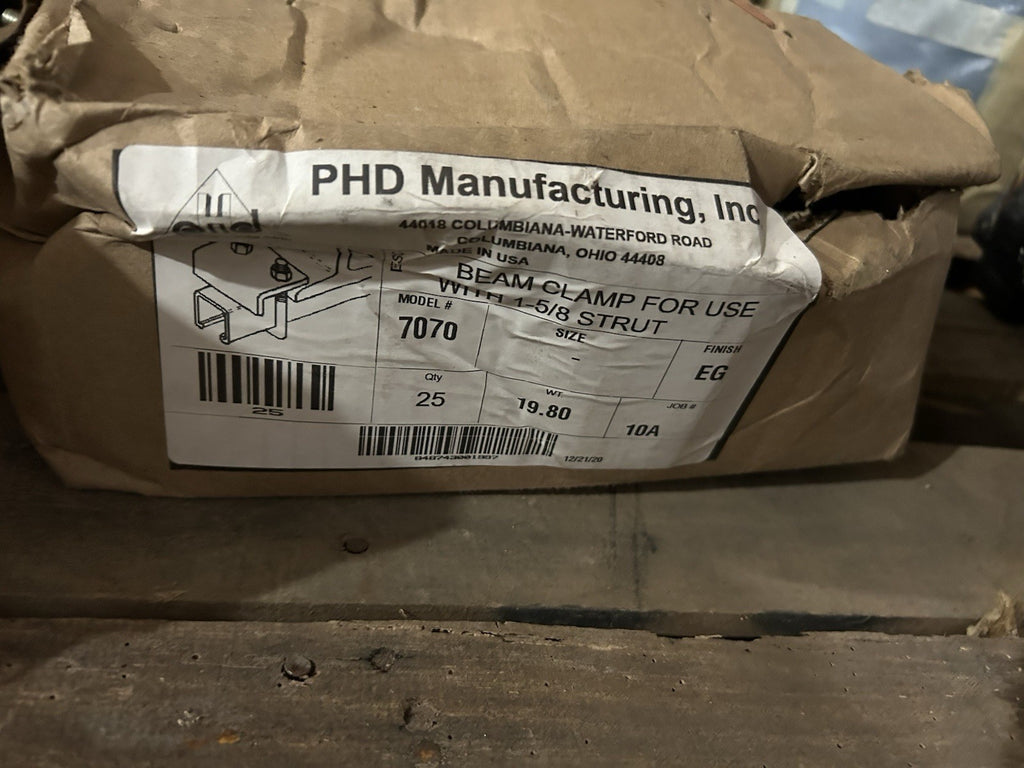 PHD Manufacturing, Inc
phd
44018 COLUMBIANA-WATERFORD ROAD
COLUMBIANA, OHIO 44408
MADE IN USA
BEAM CLAMP FOR USE
WITH 1-5/8 STRUT
MODEL #
7070
SIZE
-
FINISH
EG
25
Qty
25
WT.
19.80
JOB #
10A
12/21/20